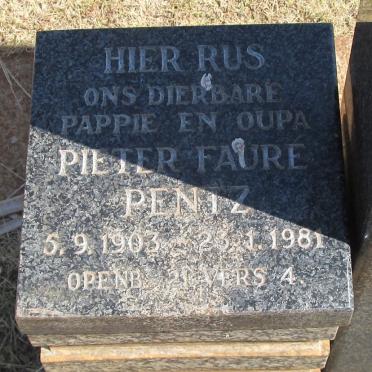 HIER RUS
ONS DIERBARE
PAPPIE EN OUPA
PIETER FAURE
PENTZ
5.9.1903 - 23.1.1981
OPENB. 21 VERS 4.